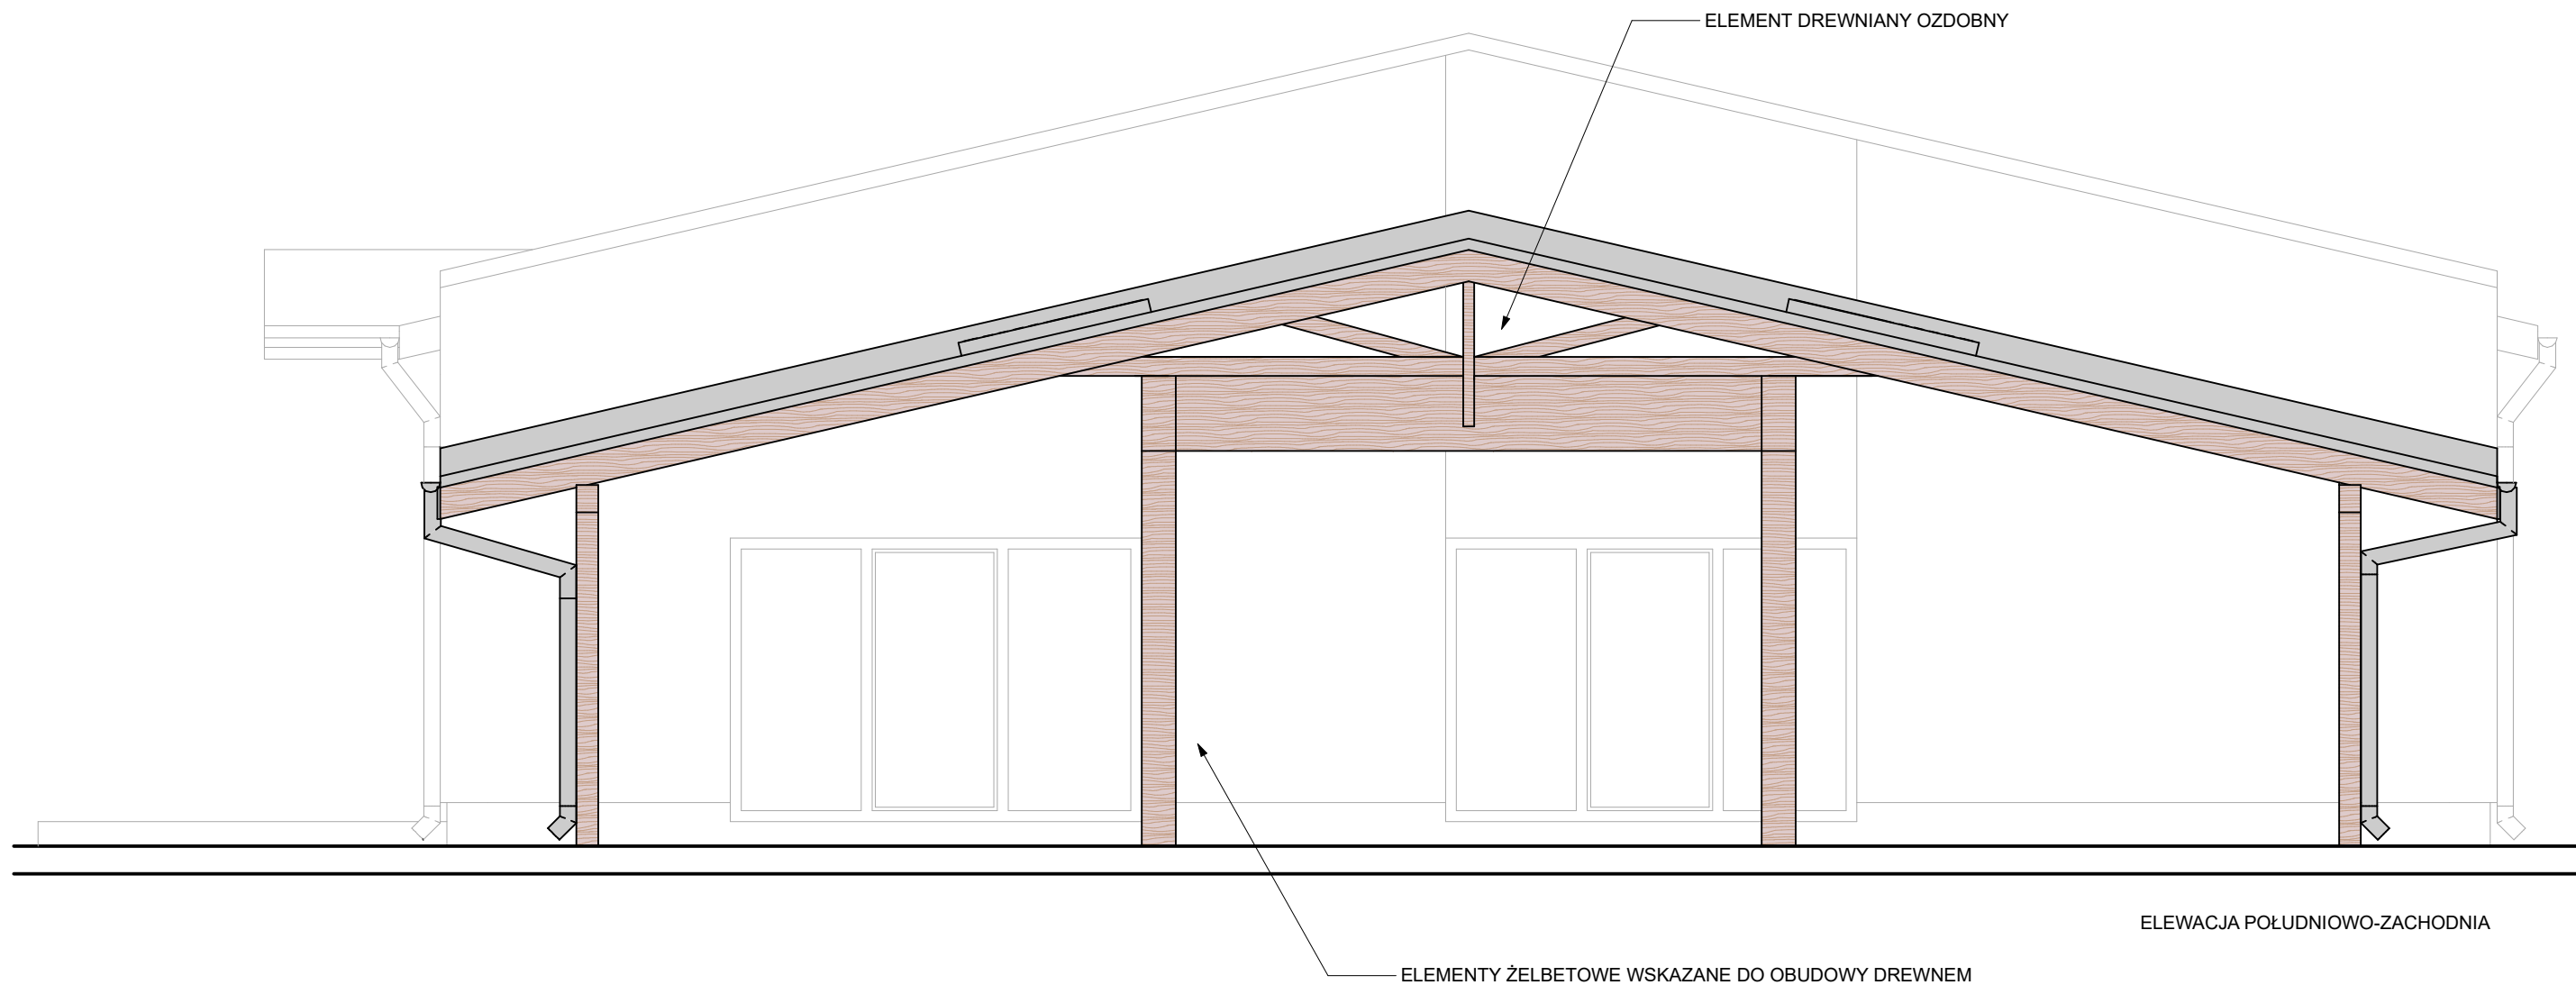 ELEMENT DREWNIANY OZDOBNY
ELEWACJA POŁUDNIOWO-ZACHODNIA
ELEMENTY ŻELBETOWE WSKAZANE DO OBUDOWY DREWNEM